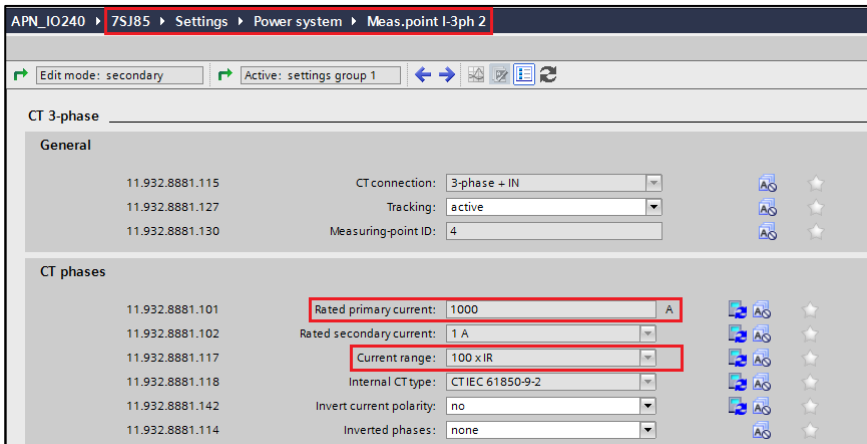 APN_IO240 ▸ 7SJ85 ▸ Settings ▸ Power system ▸ Meas.point I-3ph 2
Edit mode: secondary Active: settings group 1
CT 3-phase
General
11.932.8881.115 CT connection: 3-phase + IN
11.932.8881.127 Tracking: active
11.932.8881.130 Measuring-point ID: 4
CT phases
11.932.8881.101 Rated primary current: 1000 A
11.932.8881.102 Rated secondary current: 1 A
11.932.8881.117 Current range: 100 x IR
11.932.8881.118 Internal CT type: CT IEC 61850-9-2
11.932.8881.142 Invert current polarity: no
11.932.8881.114 Inverted phases: none